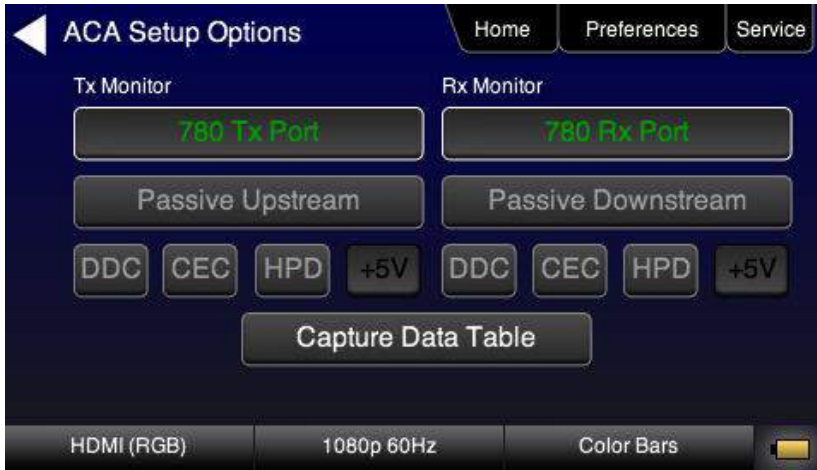 ACA Setup Options
Home
Preferences
Service
Tx Monitor
Rx Monitor
780 Tx Port
780 Rx Port
Passive Upstream
Passive Downstream
DDC CEC HPD +5V
DDC CEC HPD +5V
Capture Data Table
HDMI (RGB)
1080p 60Hz
Color Bars